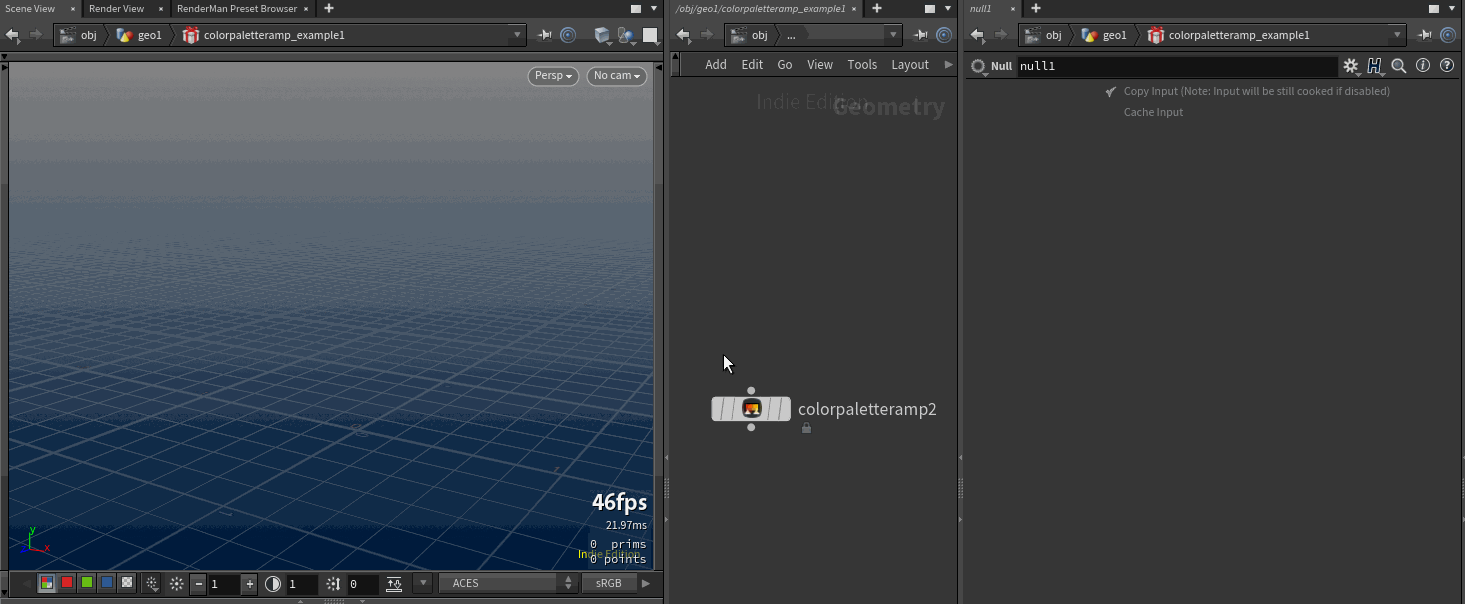 Scene View × Render View × RenderMan Preset Browser ×
obj geo1 colorpaletteramp_example1
Persp No cam
46fps
21.97ms
0 prims
Indie Edition
0 points
1 1 0 ACES sRGB
/obj/geo1/colorpaletteramp_example1 ×
obj ...
Add Edit Go View Tools Layout
Indie Edition
Geometry
colorpaletteramp2
null1 ×
obj geo1 colorpaletteramp_example1
Null null1
Copy Input (Note: Input will be still cooked if disabled)
Cache Input